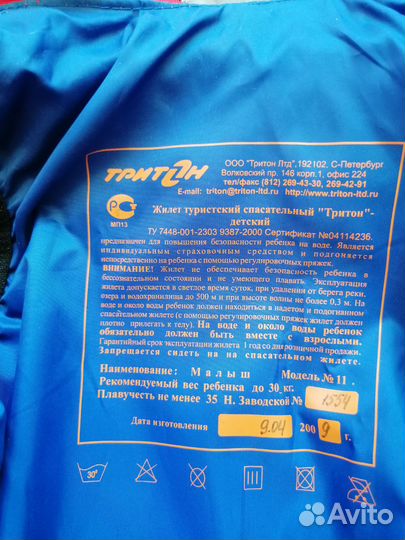 ТРИТОН
ООО "Тритон Лтд",192102. С-Петербург
Волковский пр. 146 корп.1, офис 224
тел/факс (812) 269-43-30, 269-42-91
E-mail: triton@triton-ltd.ru, triton-ltd.ru
РС
МП13
Жилет туристский спасательный "Тритон"-
детский
ТУ 7448-001-2303 9387-2000 Сертификат №04114236.
предназначен для повышения безопасности ребенка на воде. Является
индивидуальным страховочным средством и подгоняется
непосредственно на ребенка с помощью регулировочных пряжек.
ВНИМАНИЕ! Жилет не обеспечивает безопасность ребенка в
бессознательном состоянии и не умеющего плавать. Эксплуатация
жилета допускается в светлое время суток, при удалении от берега реки,
озера и водохранилища до 500 м и при высоте волны не более 0,3 м. На
воде и около воды ребенок должен находиться в надетом и подогнанном
спасательном жилете (с помощью регулировочных пряжек жилет должен
плотно прилегать к телу). На воде и около воды ребенок
обязательно должен быть вместе с взрослыми.
Гарантийный срок эксплуатации жилета 1 год со дня розничной продажи.
Запрещается сидеть на на спасательном жилете.
Наименование: Малыш Модель № 11.
Рекомендуемый вес ребенка до 30 кг.
Плавучесть не менее 35 Н. Заводской № 1554
Дата изготовления 9.04 200 9 г.
30°
Avito